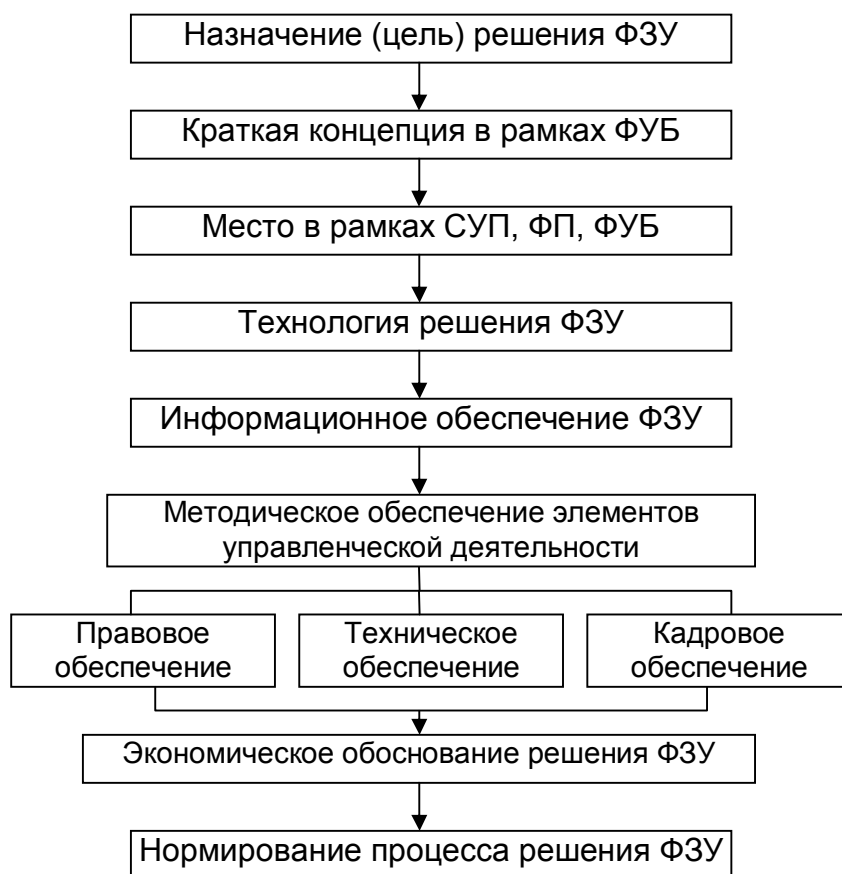 Назначение (цель) решения ФЗУ
Краткая концепция в рамках ФУБ
Место в рамках СУП, ФП, ФУБ
Технология решения ФЗУ
Информационное обеспечение ФЗУ
Методическое обеспечение элементов
управленческой деятельности
Правовое
обеспечение
Техническое
обеспечение
Кадровое
обеспечение
Экономическое обоснование решения ФЗУ
Нормирование процесса решения ФЗУ